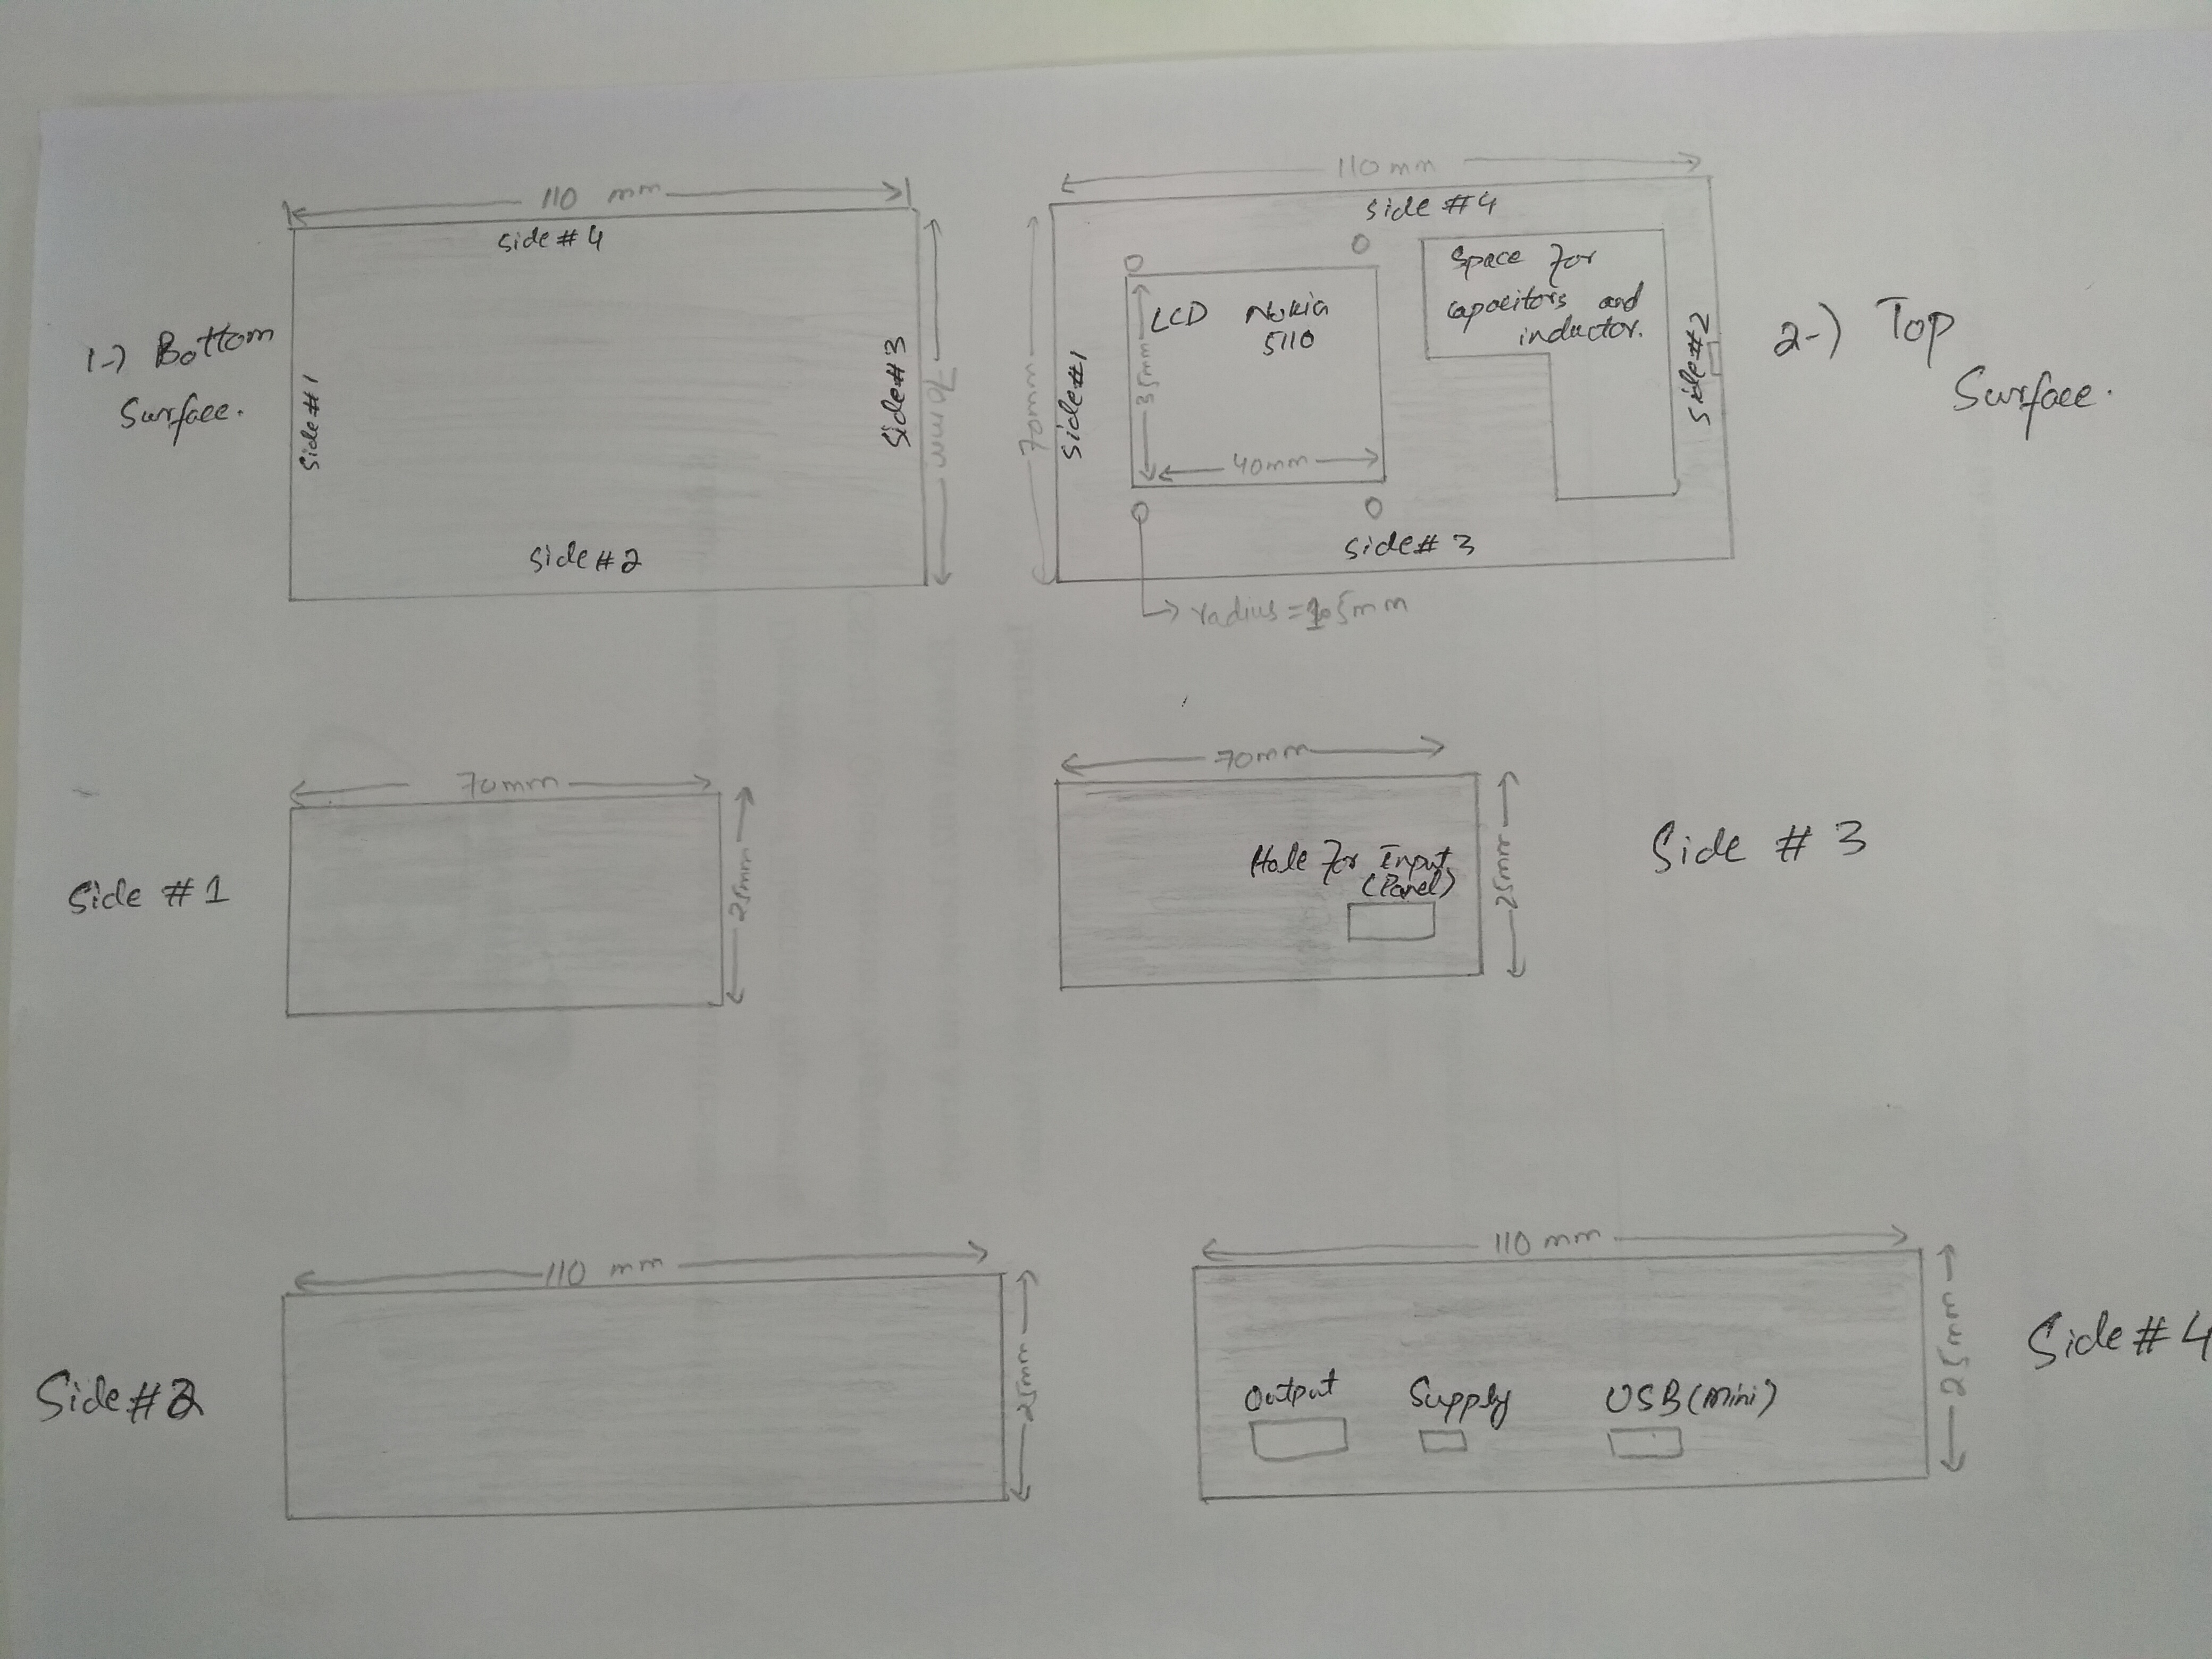 110 mm
side # 4
1-) Bottom
Surface.
Side # 1
Side # 3
70mm
side # 2
110 mm
side # 4
Space for
capacitors and
inductor.
LCD Nokia
5110
35mm
40mm
70mm
Side #1
Side #2
side # 3
radius = 5mm
2-) Top
Surface.
70mm
25mm
Side # 1
70mm
Hole for Input
(Panel)
25mm
Side # 3
110 mm
25mm
Side # 2
110 mm
Output
Supply
USB (mini)
25mm
Side # 4